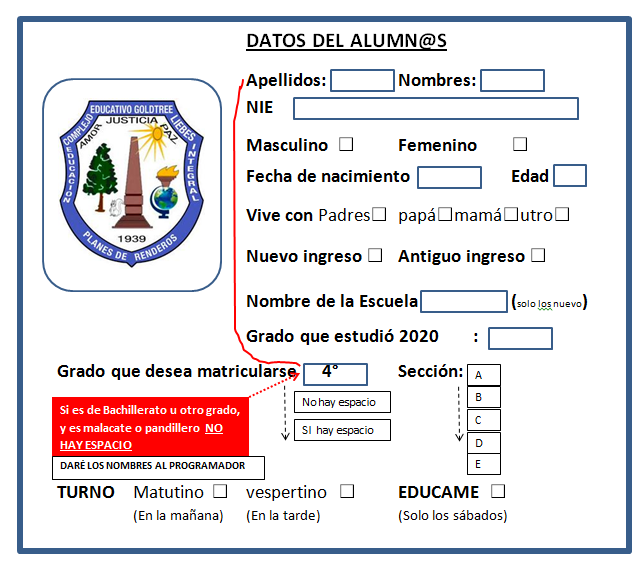 DATOS DEL ALUMN@S
Apellidos: Nombres:
NIE
COMPLEJO EDUCATIVO GOLDTREE LIEBES
AMOR JUSTICIA PAZ
EDUCACION INTEGRAL
1939
PLANES DE RENDEROS
Masculino ☐ Femenino ☐
Fecha de nacimiento Edad
Vive con Padres☐ papá☐mamá☐utro☐
Nuevo ingreso ☐ Antiguo ingreso ☐
Nombre de la Escuela (solo los nuevo)
Grado que estudió 2020 :
Grado que desea matricularse 4° Sección:
A
B
C
D
E
No hay espacio
SI hay espacio
Si es de Bachillerato u otro grado,
y es malacate o pandillero NO
HAY ESPACIO
DARÉ LOS NOMBRES AL PROGRAMADOR
TURNO Matutino ☐ vespertino ☐ EDUCAME ☐
(En la mañana) (En la tarde) (Solo los sábados)